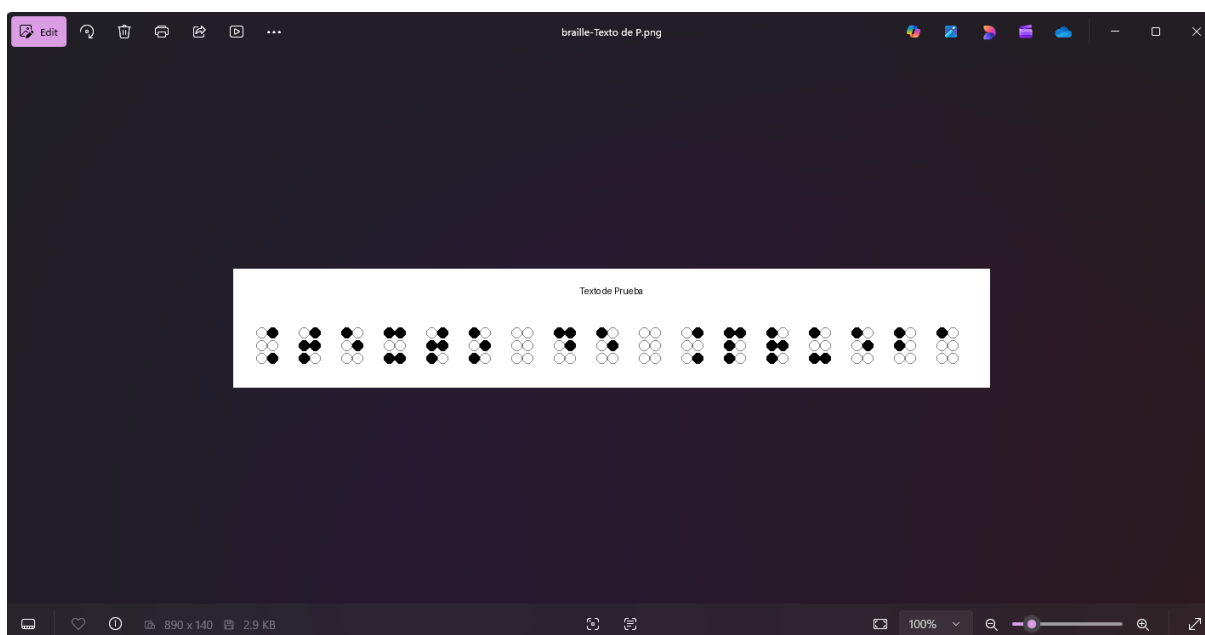 Edit
braille-Texto de P.png
Texto de Prueba
⠨⠞⠑⠭⠞⠕ ⠙⠑ ⠨⠏⠗⠥⠑⠃⠁
890 x 140 2.9 KB 100%